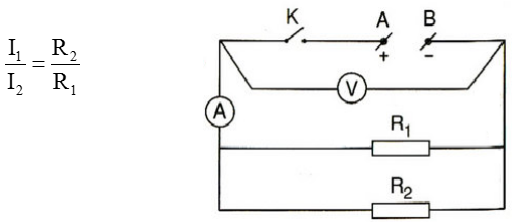 I₁/I₂ = R₂/R₁
K A B
+ −
V
A
R₁
R₂